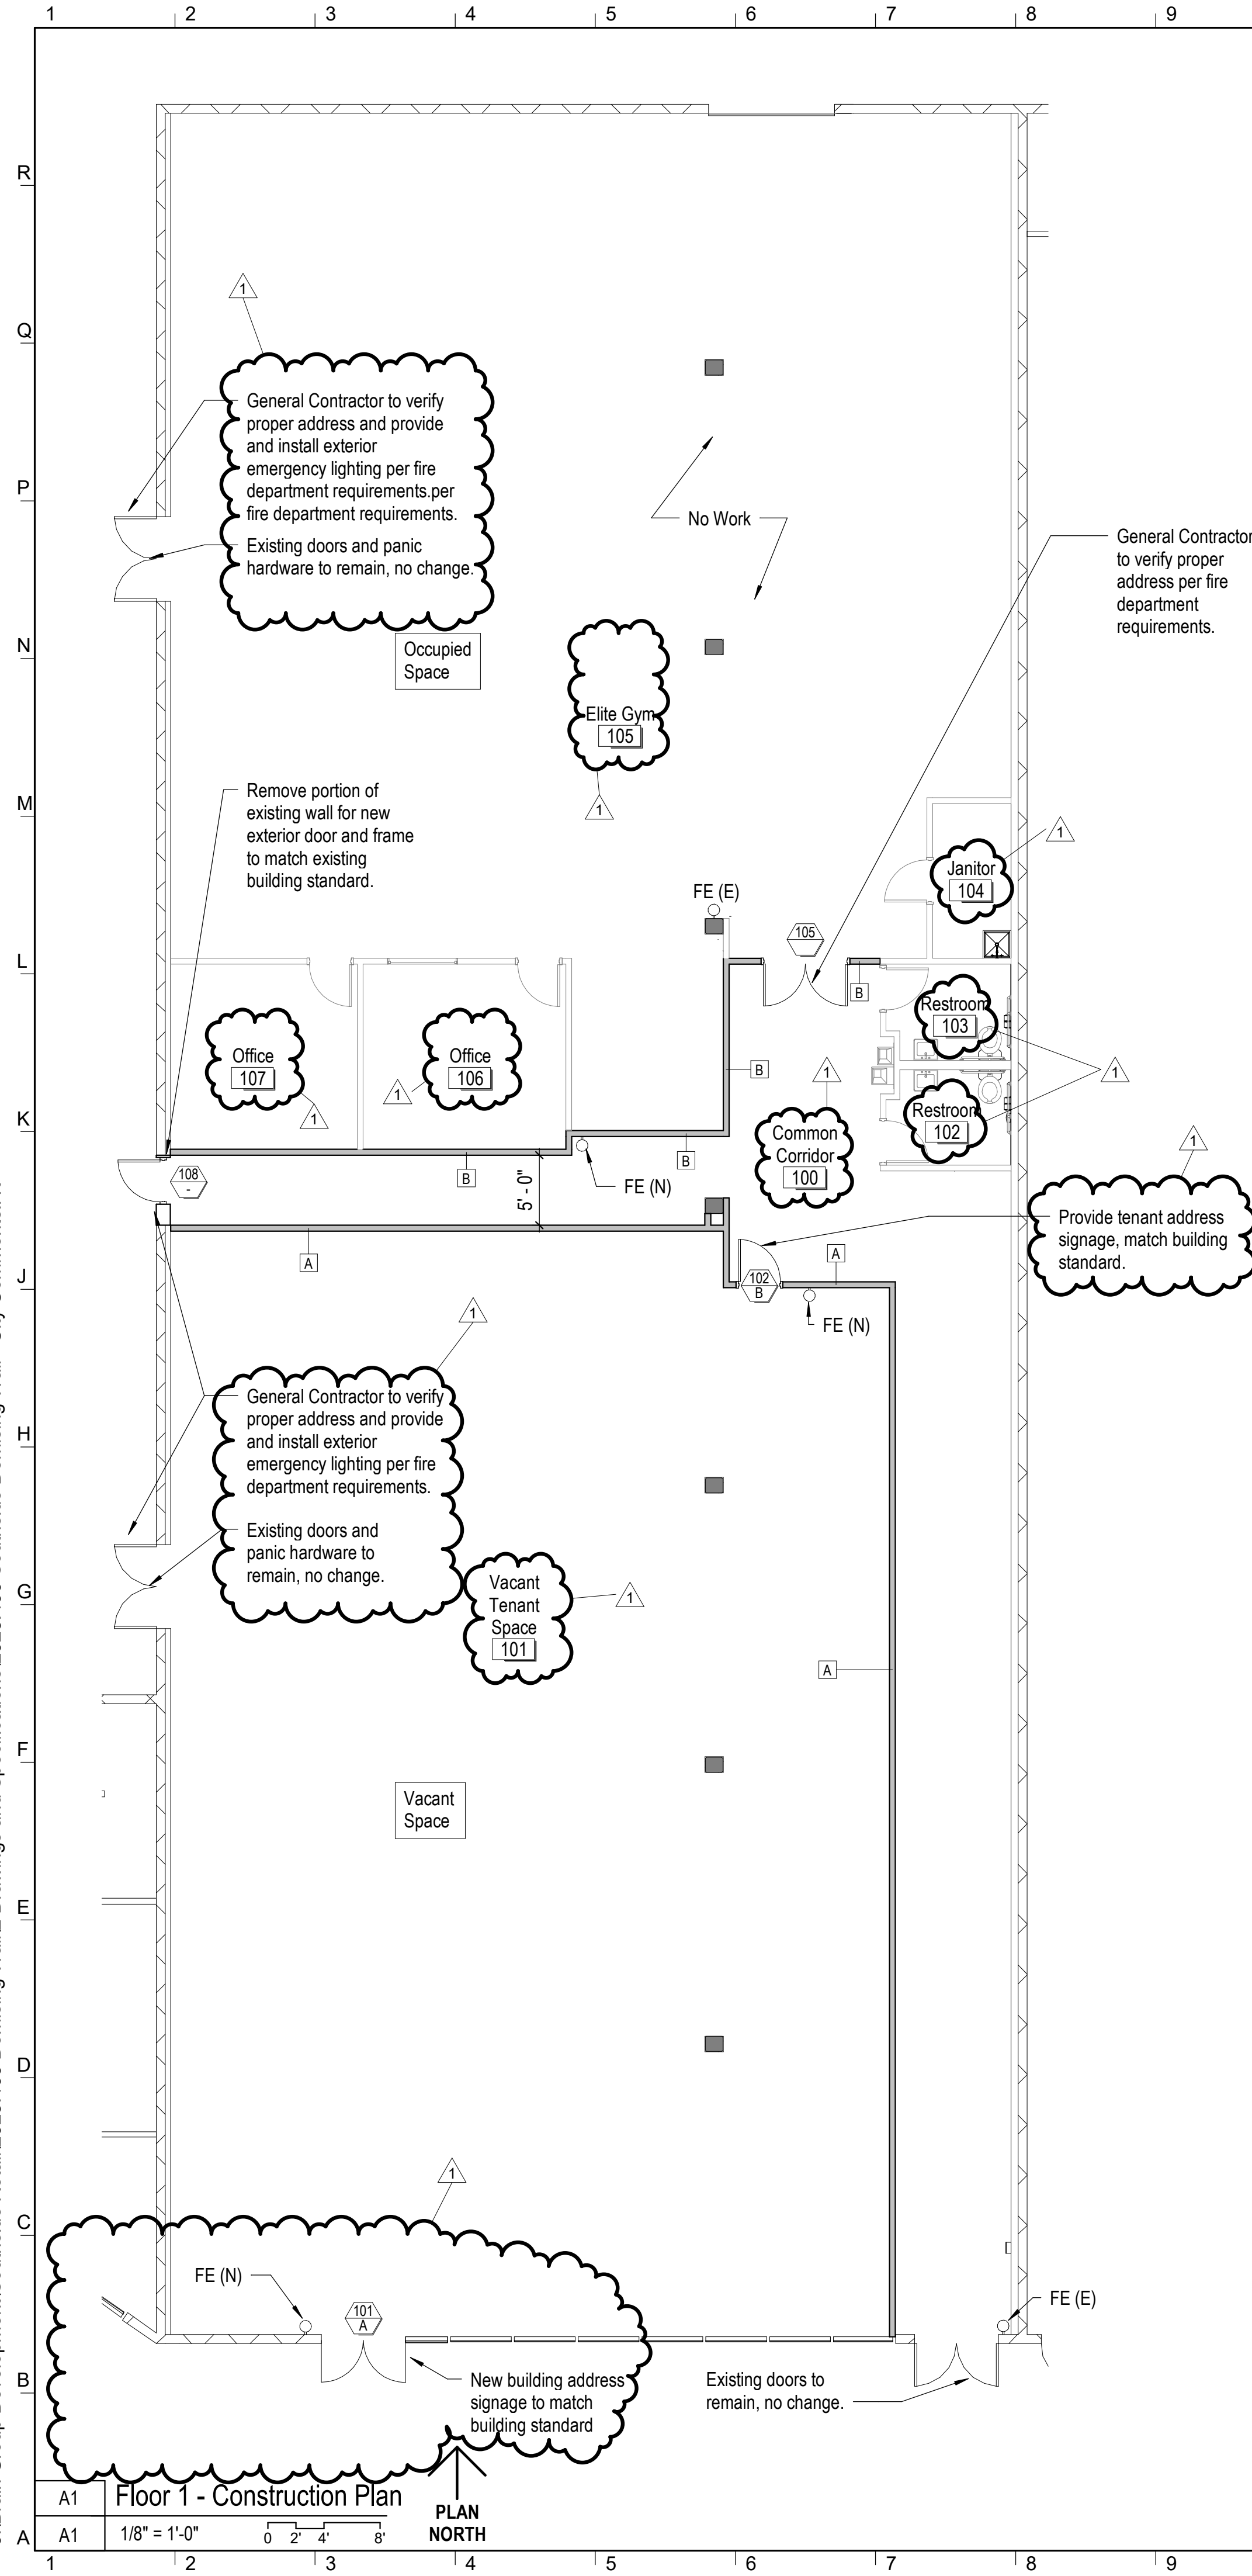 1 2 3 4 5 6 7 8 9
R
1
Q
General Contractor to verify
proper address and provide
and install exterior
emergency lighting per fire
department requirements.per
fire department requirements.
Existing doors and panic
hardware to remain, no change.
P
No Work
General Contractor
to verify proper
address per fire
department
requirements.
N
Occupied
Space
Elite Gym
105
1
M
Remove portion of
existing wall for new
exterior door and frame
to match existing
building standard.
1
Janitor
104
FE (E)
105
L
B
Restroom
103
Office
107
Office
106
1
1
1
B
1
Restroom
102
K
Common
Corridor
100
1
B
B
108
-
FE (N)
5' - 0"
Provide tenant address
signage, match building
standard.
A
A
J
102
B
FE (N)
1
General Contractor to verify
proper address and provide
and install exterior
emergency lighting per fire
department requirements.
Existing doors and
panic hardware to
remain, no change.
H
Vacant
Tenant
Space
101
1
G
A
F
Vacant
Space
E
D
1
C
FE (N)
101
A
FE (E)
New building address
signage to match
building standard
Existing doors to
remain, no change.
B
A1
Floor 1 - Construction Plan
PLAN
NORTH
A
A1
1/8" = 1'-0"
0 2' 4' 8'
1 2 3 4 5 6 7 8 9